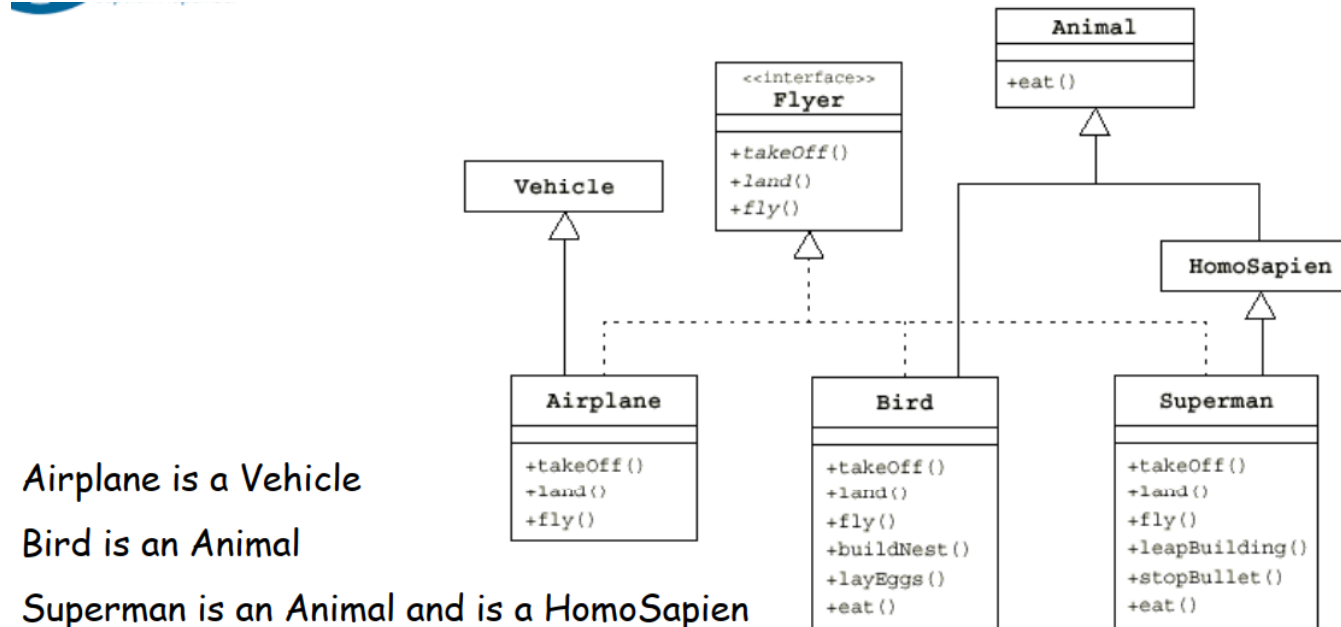 Animal
+eat()
<<interface>>
Flyer
+takeOff()
+land()
+fly()
Vehicle
HomoSapien
Airplane
+takeOff()
+land()
+fly()
Bird
+takeOff()
+land()
+fly()
+buildNest()
+layEggs()
+eat()
Superman
+takeOff()
+land()
+fly()
+leapBuilding()
+stopBullet()
+eat()
Airplane is a Vehicle
Bird is an Animal
Superman is an Animal and is a HomoSapien